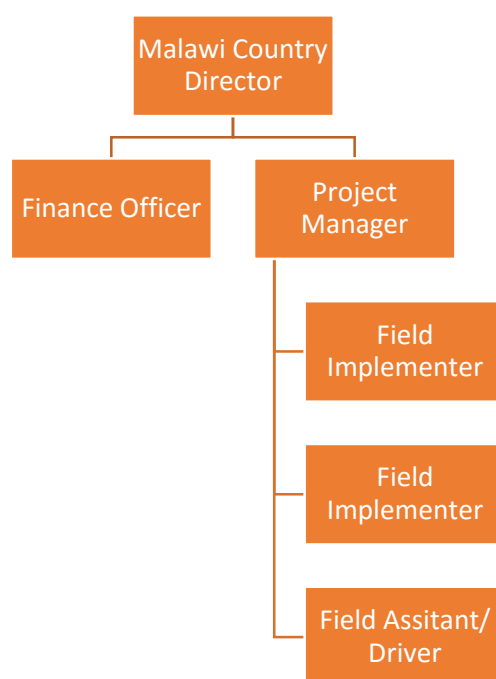 Malawi Country
Director
Finance Officer
Project
Manager
Field
Implementer
Field
Implementer
Field Assitant/
Driver